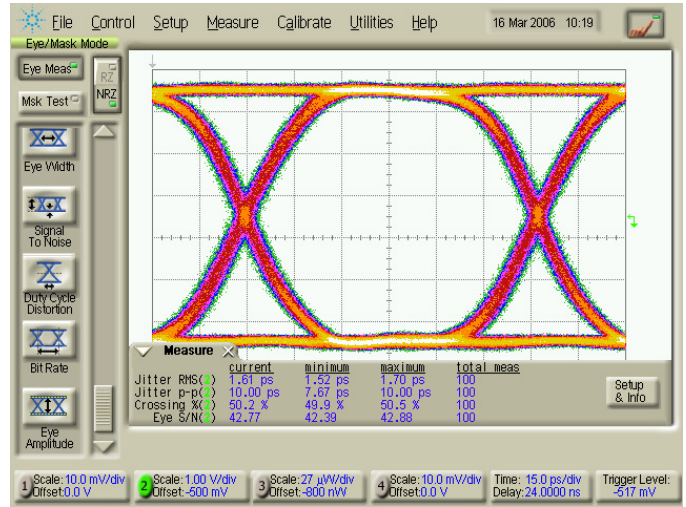 File Control Setup Measure Calibrate Utilities Help 16 Mar 2006 10:19
Eye/Mask Mode
Eye Meas
RZ
Msk Test
NRZ
Eye Width
Signal
To Noise
Duty Cycle
Distortion
Bit Rate
Eye
Amplitude
Measure
current minimum maximum total meas
Jitter RMS(2) 1.61 ps 1.52 ps 1.70 ps 100
Jitter p-p(2) 10.00 ps 7.67 ps 10.00 ps 100
Crossing %(2) 50.2 % 49.9 % 50.5 % 100
Eye S/N(2) 42.77 42.39 42.88 100
Setup
& Info
1 Scale:10.0 mV/div
Offset:0.0 V
2 Scale:1.00 V/div
Offset:-500 mV
3 Scale:27 µW/div
Offset:-800 nW
4 Scale:10.0 mV/div
Offset:0.0 V
Time: 15.0 ps/div
Delay:24.0000 ns
Trigger Level:
-517 mV